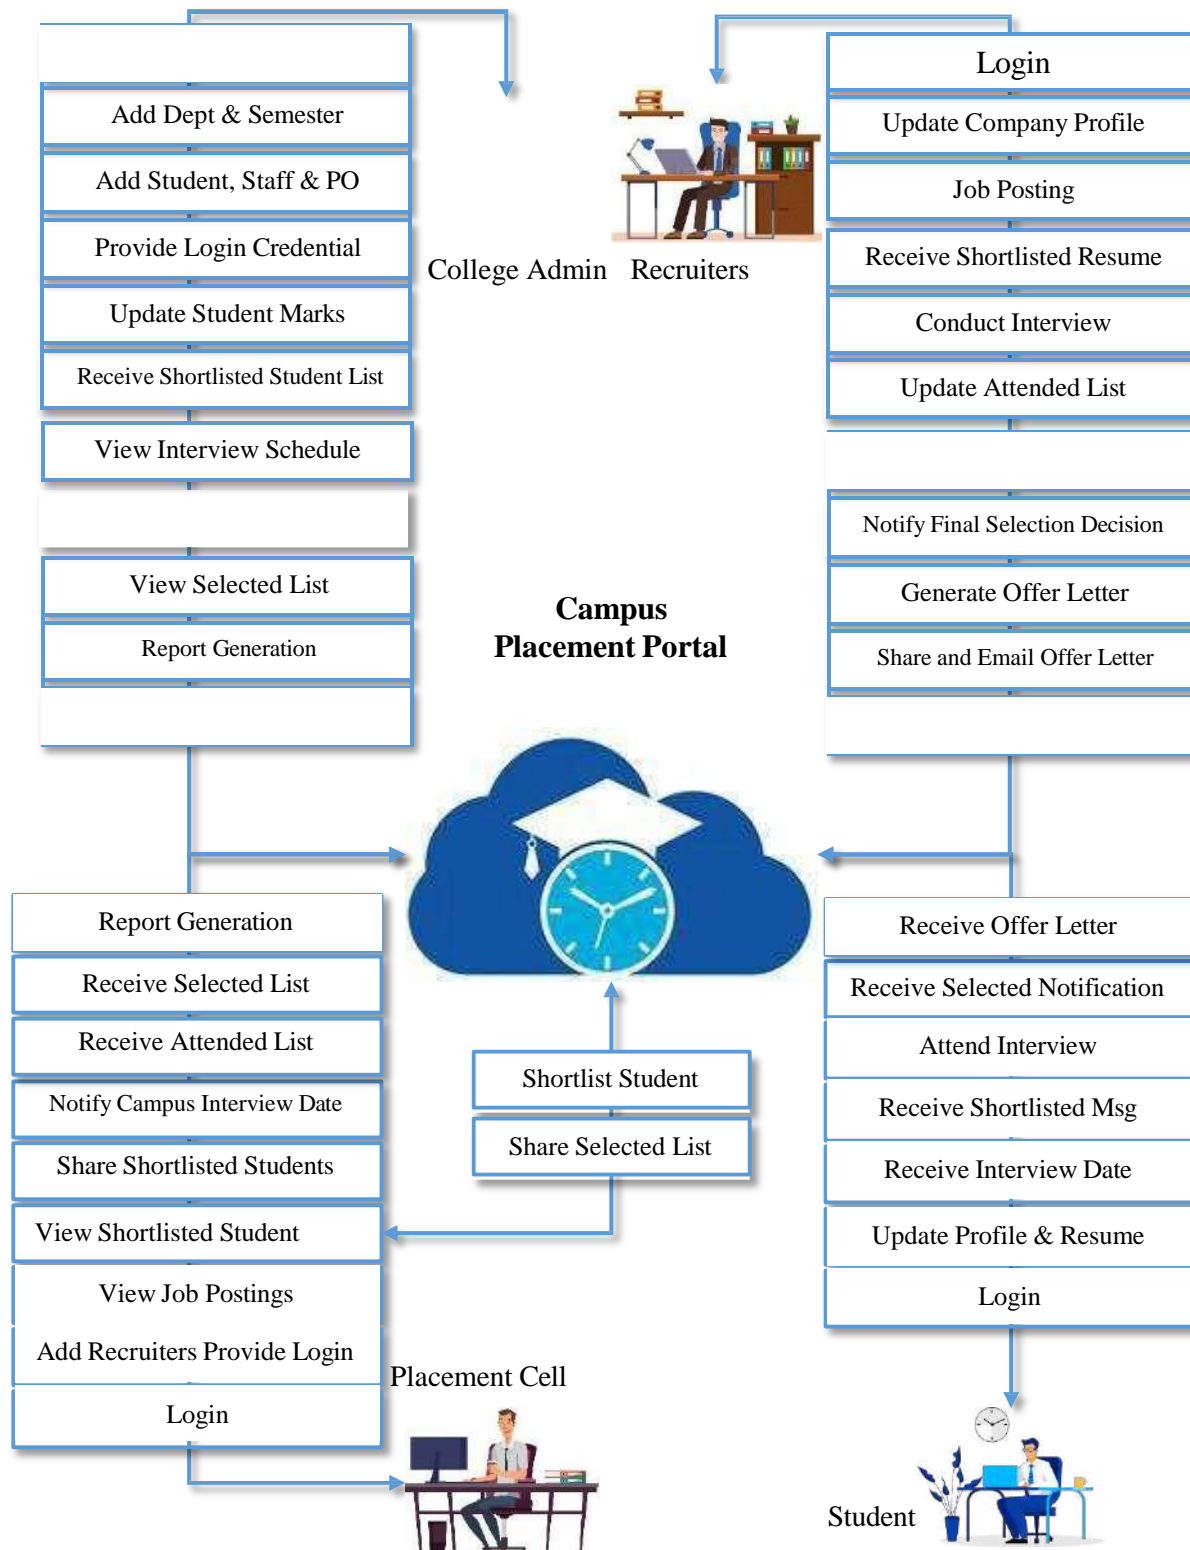 Add Dept & Semester
Add Student, Staff & PO
Provide Login Credential
Update Student Marks
Receive Shortlisted Student List
View Interview Schedule
View Selected List
Report Generation
College Admin
Recruiters
Login
Update Company Profile
Job Posting
Receive Shortlisted Resume
Conduct Interview
Update Attended List
Notify Final Selection Decision
Generate Offer Letter
Share and Email Offer Letter
Campus
Placement Portal
Report Generation
Receive Selected List
Receive Attended List
Notify Campus Interview Date
Share Shortlisted Students
View Shortlisted Student
View Job Postings
Add Recruiters Provide Login
Login
Placement Cell
Shortlist Student
Share Selected List
Receive Offer Letter
Receive Selected Notification
Attend Interview
Receive Shortlisted Msg
Receive Interview Date
Update Profile & Resume
Login
Student